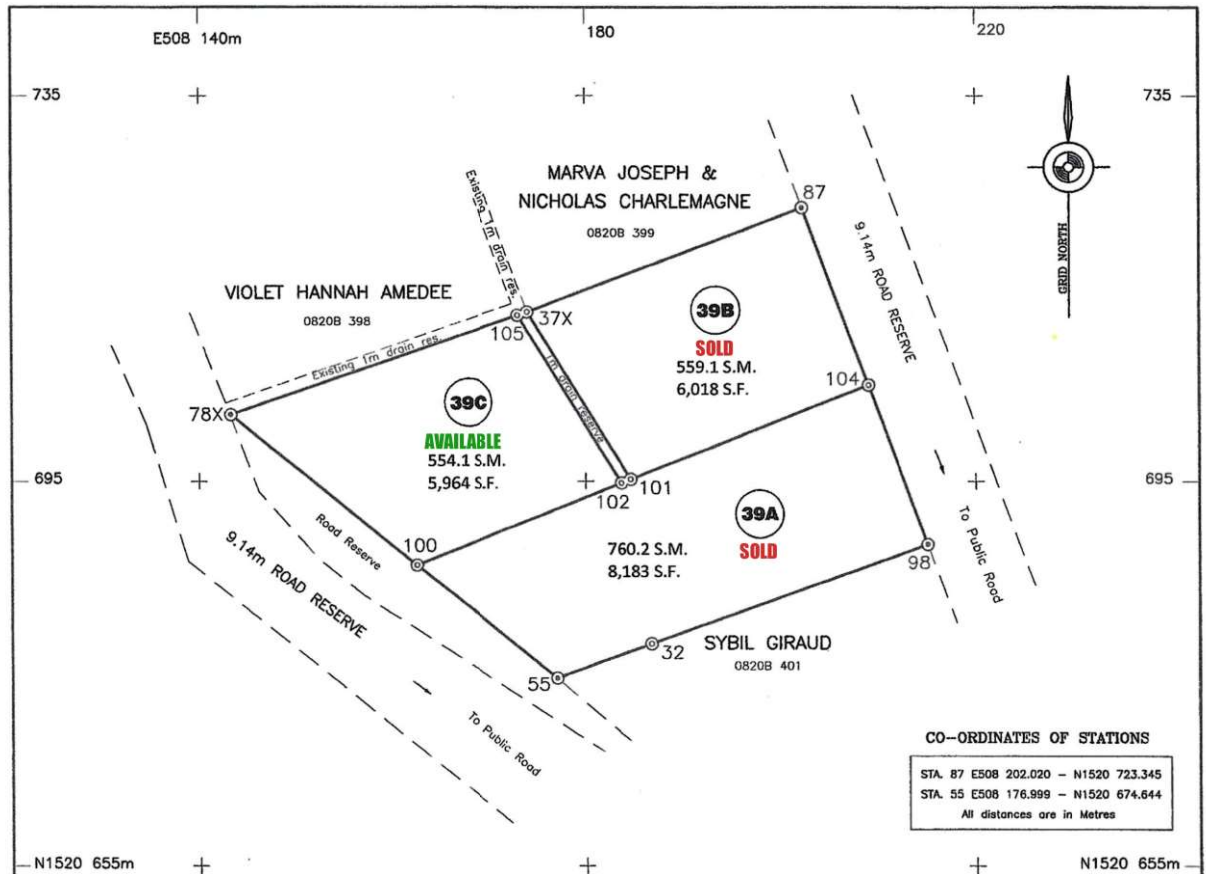 E508 140m
180
220
735
735
MARVA JOSEPH &
NICHOLAS CHARLEMAGNE
0820B 399
87
Existing 1m drain res.
9.14m ROAD RESERVE
GRID NORTH
VIOLET HANNAH AMEDEE
0820B 398
105
37X
39B
SOLD
559.1 S.M.
6,018 S.F.
Existing 1m drain res.
1m drain reserve
104
78X
39C
AVAILABLE
554.1 S.M.
5,964 S.F.
695
695
102
101
39A
SOLD
760.2 S.M.
8,183 S.F.
To Public Road
98
100
Road Reserve
9.14m ROAD RESERVE
32
SYBIL GIRAUD
0820B 401
55
To Public Road
CO-ORDINATES OF STATIONS
STA. 87 E508 202.020 - N1520 723.345
STA. 55 E508 176.999 - N1520 674.644
All distances are in Metres
N1520 655m
N1520 655m